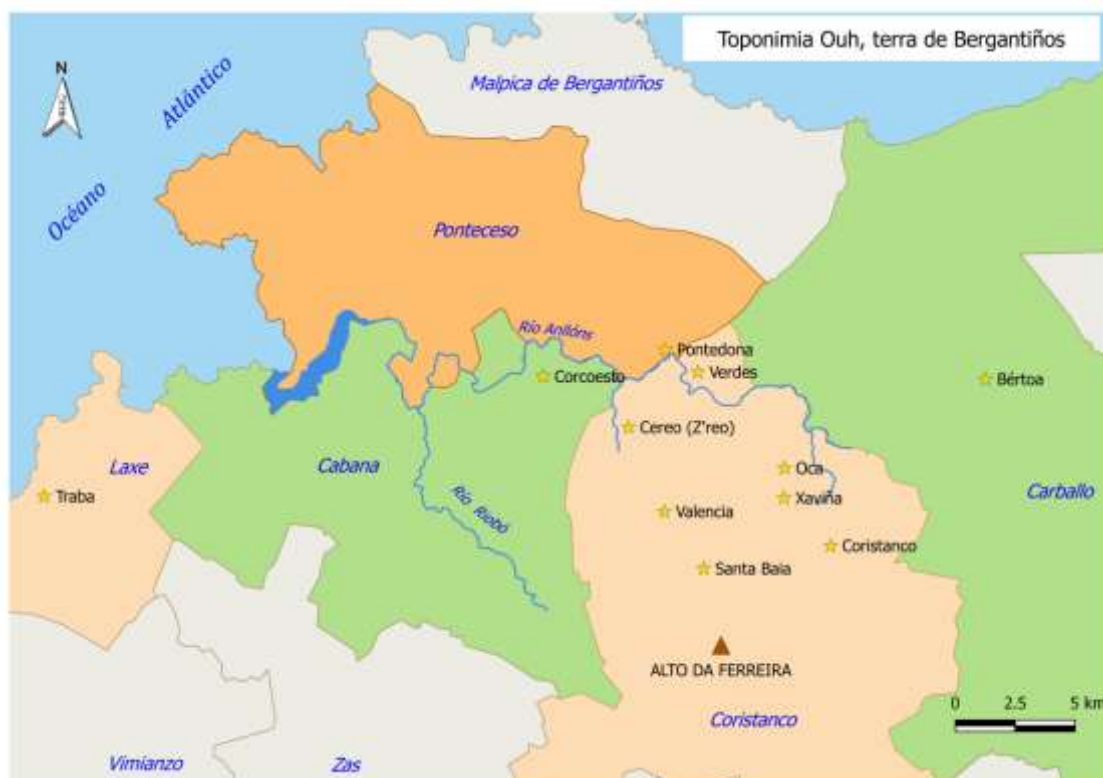 Toponimia Ouh, terra de Bergantiños
N
Atlántico
Océano
Malpica de Bergantiños
Ponteceso
Río Anllóns
Pontedona
Corcoesto
Verdes
Bértoa
Cereo (Z'reo)
Laxe
Cabana
Oca
Traba
Xaviña
Carballo
Río Riobó
Valencia
Coristanco
Santa Baia
ALTO DA FERREIRA
0 2.5 5 km
Coristanco
Vimianzo
Zas